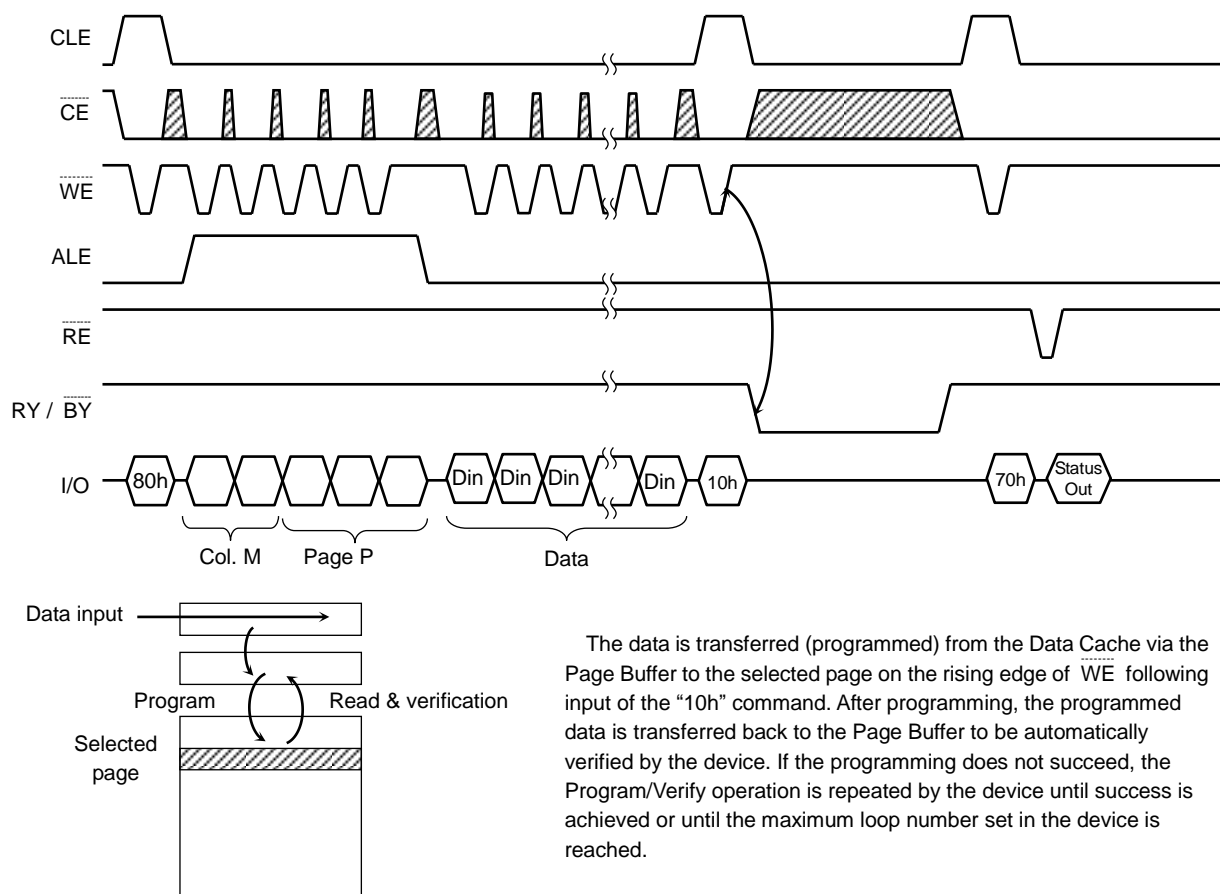 CLE
CE
WE
ALE
RE
RY / BY
I/O 80h Din Din Din Din 10h 70h Status Out
Col. M Page P Data
Data input
Program Read & verification
Selected
page
The data is transferred (programmed) from the Data Cache via the
Page Buffer to the selected page on the rising edge of WE following
input of the “10h” command. After programming, the programmed
data is transferred back to the Page Buffer to be automatically
verified by the device. If the programming does not succeed, the
Program/Verify operation is repeated by the device until success is
achieved or until the maximum loop number set in the device is
reached.